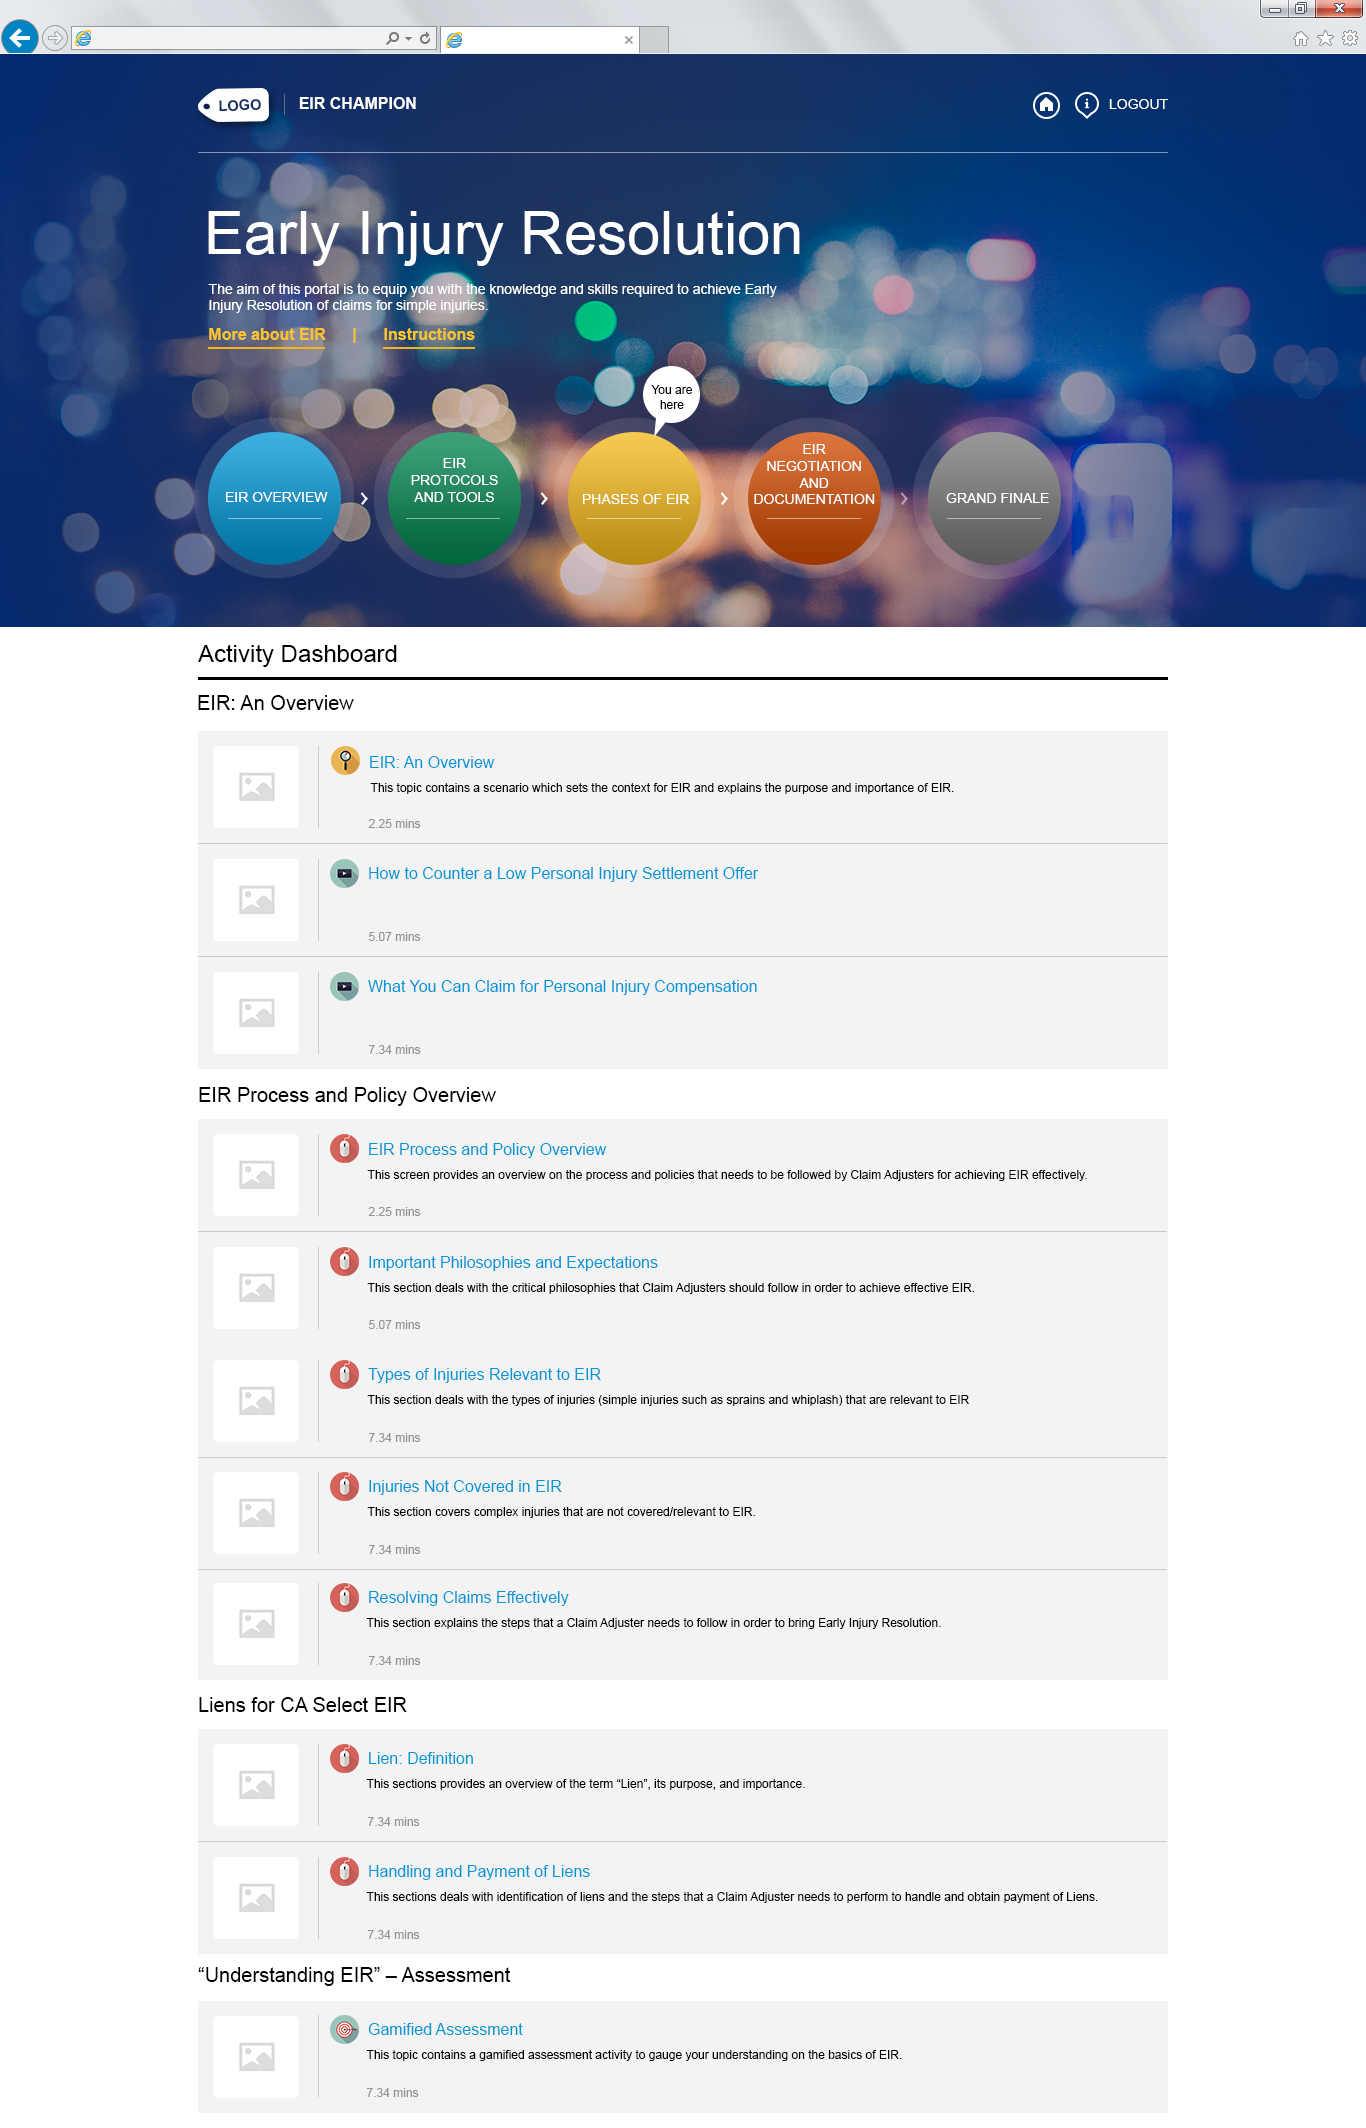 LOGO
EIR CHAMPION
LOGOUT
Early Injury Resolution
The aim of this portal is to equip you with the knowledge and skills required to achieve Early
Injury Resolution of claims for simple injuries.
More about EIR | Instructions
You are
here
EIR OVERVIEW
EIR
PROTOCOLS
AND TOOLS
PHASES OF EIR
EIR
NEGOTIATION
AND
DOCUMENTATION
GRAND FINALE
Activity Dashboard
EIR: An Overview
EIR: An Overview
This topic contains a scenario which sets the context for EIR and explains the purpose and importance of EIR.
2.25 mins
How to Counter a Low Personal Injury Settlement Offer
5.07 mins
What You Can Claim for Personal Injury Compensation
7.34 mins
EIR Process and Policy Overview
EIR Process and Policy Overview
This screen provides an overview on the process and policies that needs to be followed by Claim Adjusters for achieving EIR effectively.
2.25 mins
Important Philosophies and Expectations
This section deals with the critical philosophies that Claim Adjusters should follow in order to achieve effective EIR.
5.07 mins
Types of Injuries Relevant to EIR
This section deals with the types of injuries (simple injuries such as sprains and whiplash) that are relevant to EIR
7.34 mins
Injuries Not Covered in EIR
This section covers complex injuries that are not covered/relevant to EIR.
7.34 mins
Resolving Claims Effectively
This section explains the steps that a Claim Adjuster needs to follow in order to bring Early Injury Resolution.
7.34 mins
Liens for CA Select EIR
Lien: Definition
This sections provides an overview of the term “Lien”, its purpose, and importance.
7.34 mins
Handling and Payment of Liens
This sections deals with identification of liens and the steps that a Claim Adjuster needs to perform to handle and obtain payment of Liens.
7.34 mins
“Understanding EIR” – Assessment
Gamified Assessment
This topic contains a gamified assessment activity to gauge your understanding on the basics of EIR.
7.34 mins